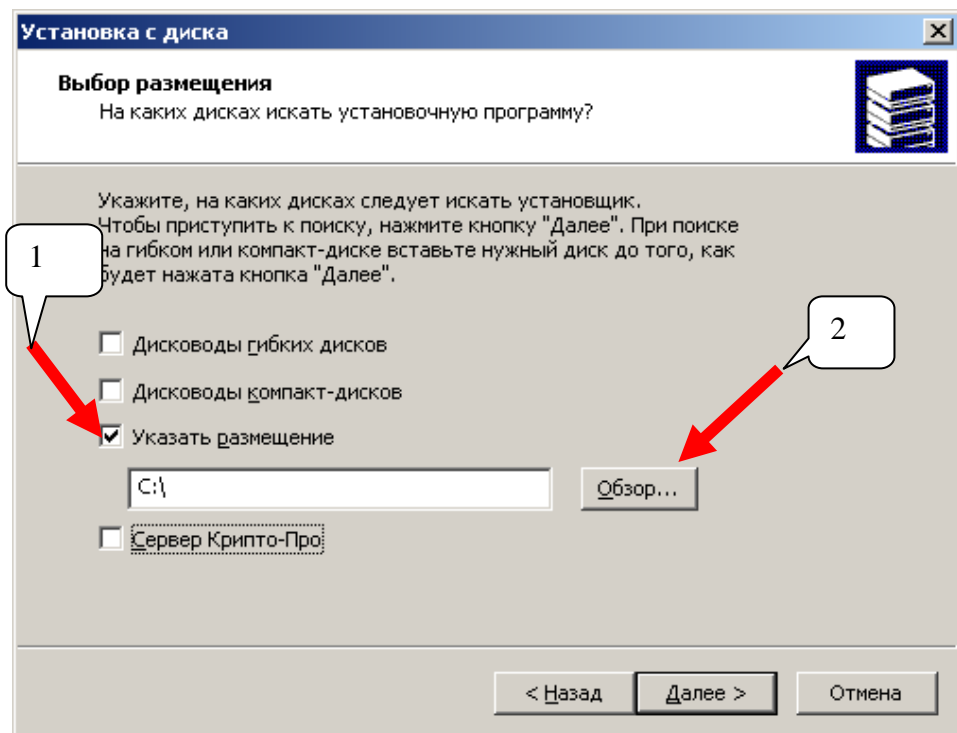 Установка с диска
Выбор размещения
На каких дисках искать установочную программу?
Укажите, на каких дисках следует искать установщик.
Чтобы приступить к поиску, нажмите кнопку "Далее". При поиске
на гибком или компакт-диске вставьте нужный диск до того, как
будет нажата кнопка "Далее".
1
2
Дисководы гибких дисков
Дисководы компакт-дисков
Указать размещение
C:\
Обзор...
Сервер Крипто-Про
< Назад
Далее >
Отмена